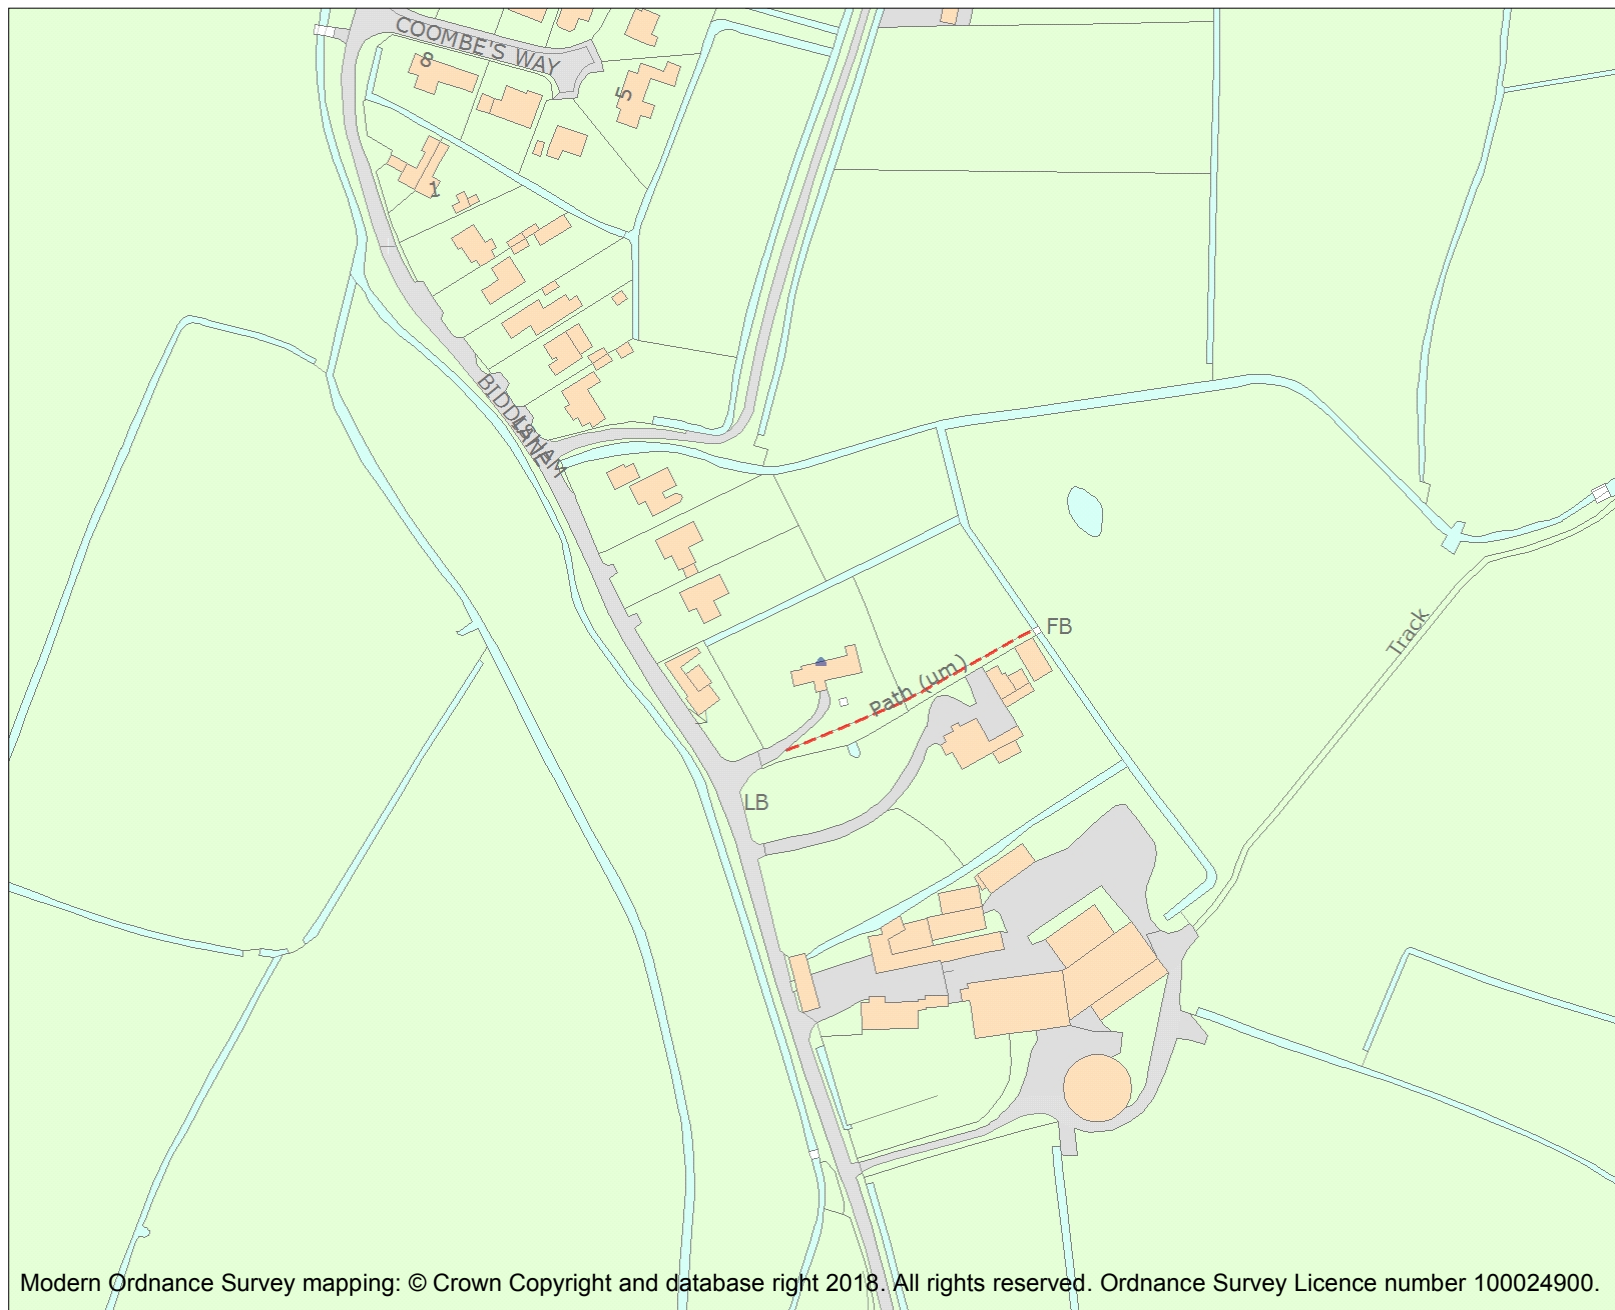 COOMBE'S WAY
8
5
1
BIDDISHAM
LANE
FB
Track
Path (um)
LB
Modern Ordnance Survey mapping: © Crown Copyright and database right 2018. All rights reserved. Ordnance Survey Licence number 100024900.